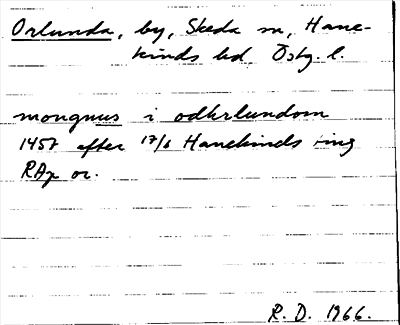 Orlunda, by, Skeda sn, Hane-
kinds hd Östg. l.
mongnus i odhrlundom
1457 efter 17/6 Hanekinds ting
RAp or.
R. D. 1966.